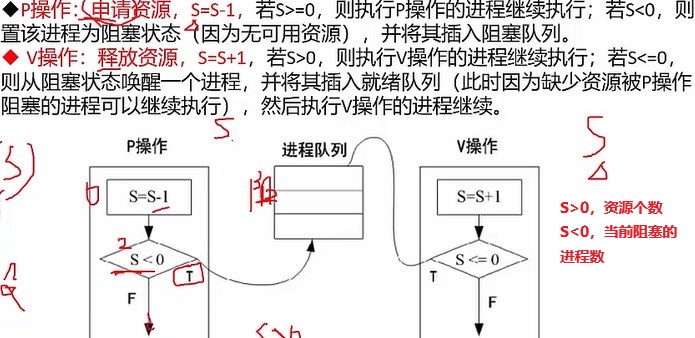 ◆P操作：申请资源，S=S-1，若S>=0，则执行P操作的进程继续执行；若S<0，则
置该进程为阻塞状态（因为无可用资源），并将其插入阻塞队列。
◆ V操作：释放资源，S=S+1，若S>0，则执行V操作的进程继续执行；若S<=0，
则从阻塞状态唤醒一个进程，并将其插入就绪队列（此时因为缺少资源被P操作
阻塞的进程可以继续执行），然后执行V操作的进程继续。
P操作
进程队列
V操作
S=S-1
S=S+1
S < 0
S <= 0
T
T
F
F
S>0，资源个数
S<0，当前阻塞的
进程数